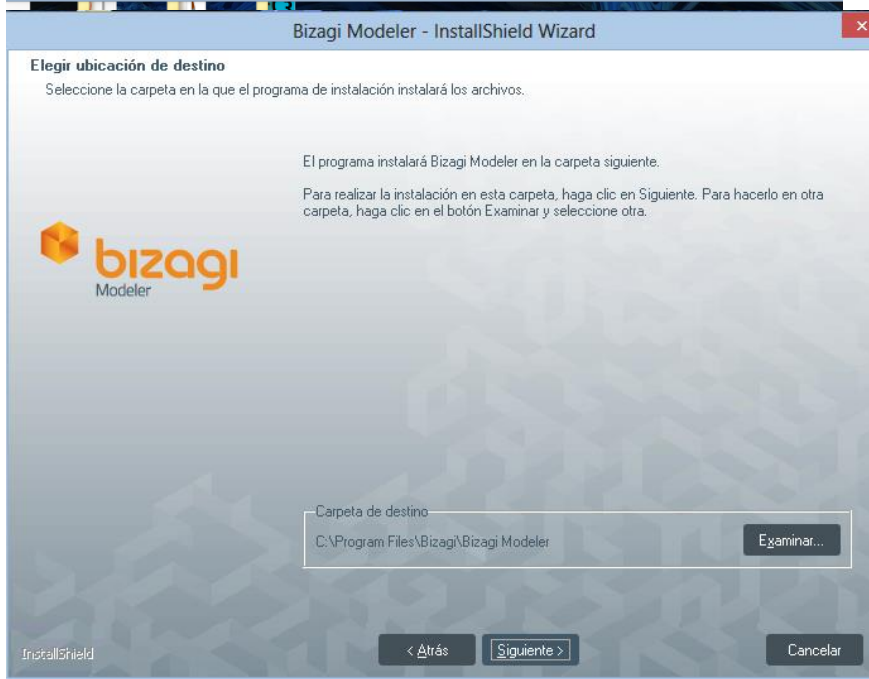 Bizagi Modeler - InstallShield Wizard
Elegir ubicación de destino
Seleccione la carpeta en la que el programa de instalación instalará los archivos.
El programa instalará Bizagi Modeler en la carpeta siguiente.
Para realizar la instalación en esta carpeta, haga clic en Siguiente. Para hacerlo en otra
carpeta, haga clic en el botón Examinar y seleccione otra.
bizagi
Modeler
Carpeta de destino
C:\Program Files\Bizagi\Bizagi Modeler
Examinar...
InstallShield
< Atrás
Siguiente >
Cancelar